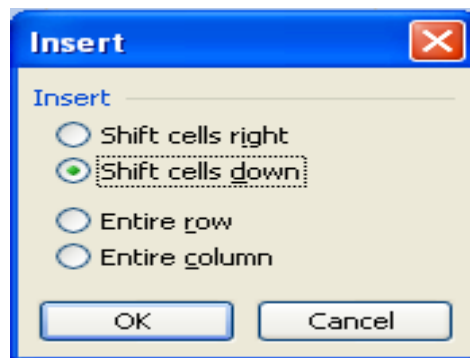 Insert
Insert
Shift cells right
Shift cells down
Entire row
Entire column
OK Cancel